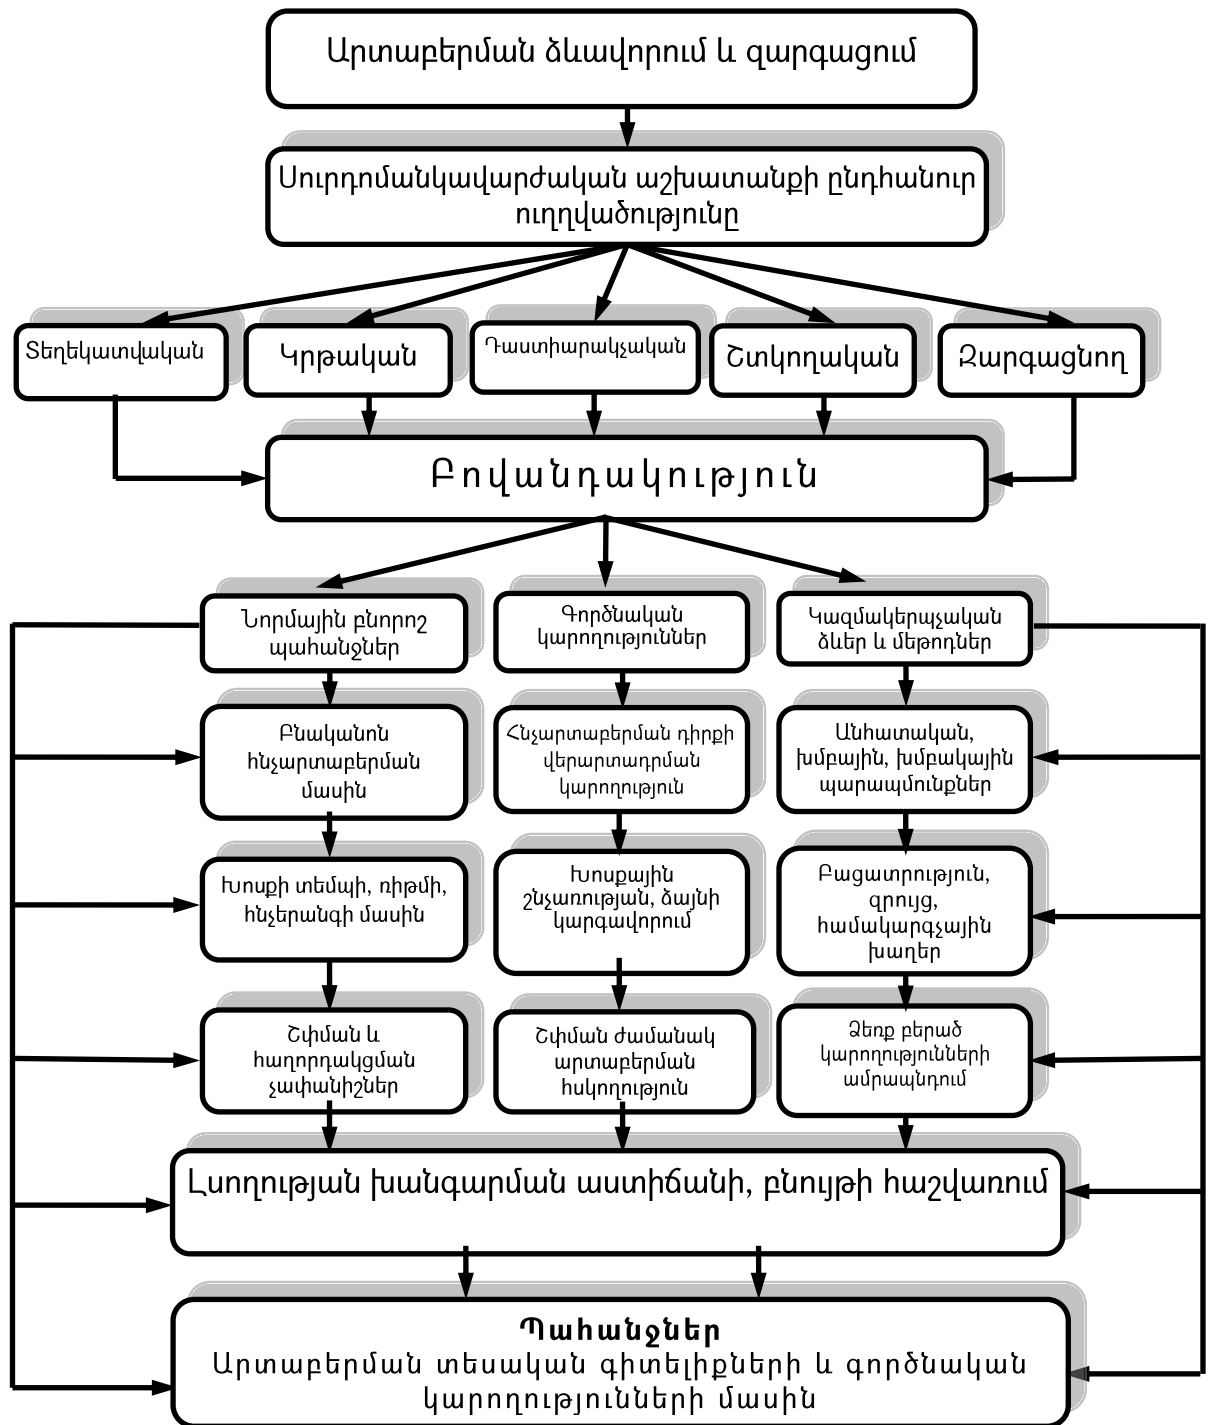 Արտաբերման ձևավորում և զարգացում
Սուրդոմանկավարժական աշխատանքի ընդհանուր
ուղղվածությունը
Տեղեկատվական
Կրթական
Դաստիարակչական
Շտկողական
Զարգացնող
Բովանդակություն
Նորմային բնորոշ
պահանջներ
Գործնական
կարողություններ
Կազմակերպչական
ձևեր և մեթոդներ
Բնականոն
հնչարտաբերման
մասին
Հնչարտաբերման դիրքի
վերարտադրման
կարողություն
Անհատական,
խմբային, խմբակային
պարապմունքներ
Խոսքի տեմպի, ռիթմի,
հնչերանգի մասին
Խոսքային
շնչառության, ձայնի
կարգավորում
Բացատրություն,
զրույց,
համակարգչային
խաղեր
Շփման և
հաղորդակցման
չափանիշներ
Շփման ժամանակ
արտաբերման
հսկողություն
Ձեռք բերած
կարողությունների
ամրապնդում
Լսողության խանգարման աստիճանի, բնույթի հաշվառում
Պահանջներ
Արտաբերման տեսական գիտելիքների և գործնական
կարողությունների մասին